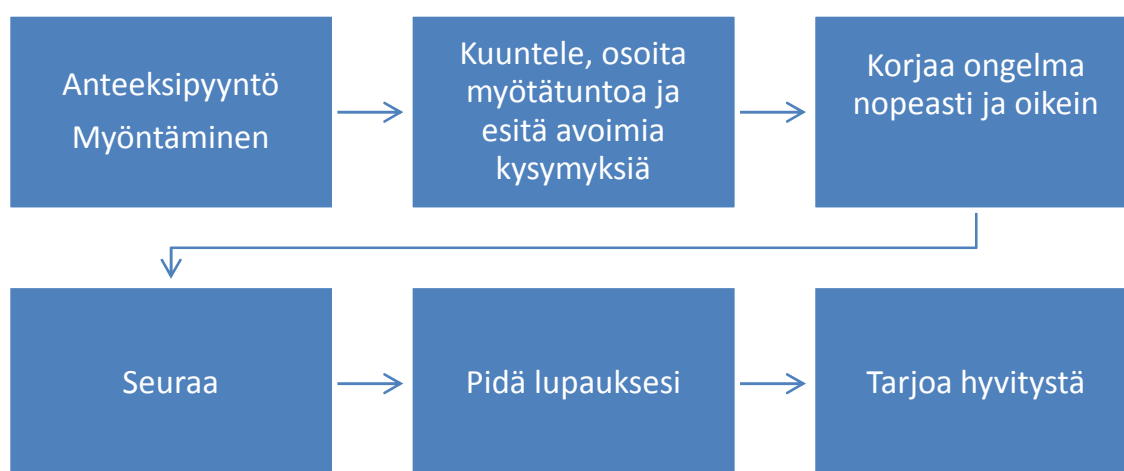 Anteeksipyyntö
Myöntäminen
Kuuntele, osoita
myötätuntoa ja
esitä avoimia
kysymyksiä
Korjaa ongelma
nopeasti ja oikein
Seuraa
Pidä lupauksesi
Tarjoa hyvitystä